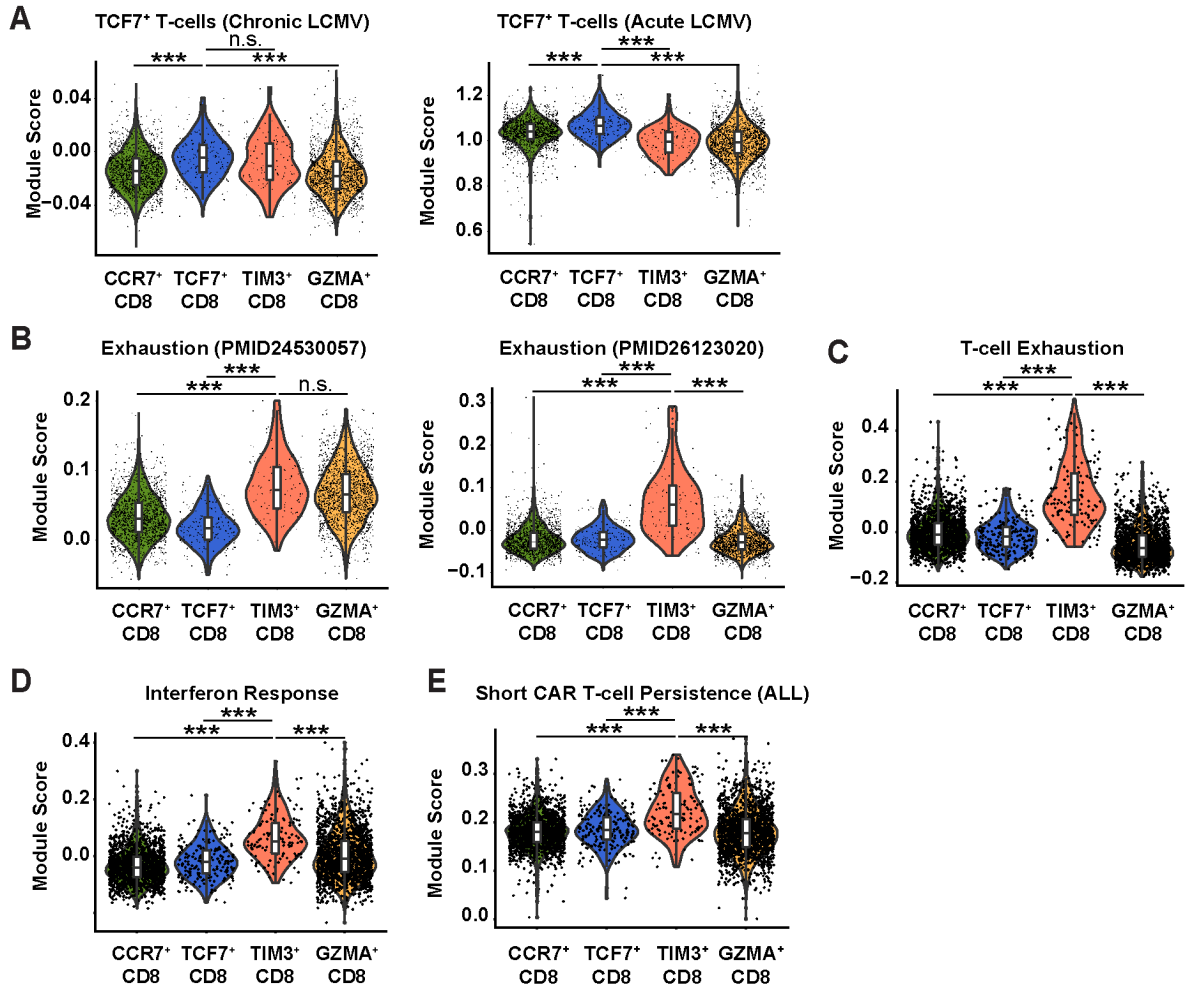 A
TCF7⁺ T-cells (Chronic LCMV)
n.s.
*** ***
Module Score
0.04
0.00
−0.04
CCR7⁺ TCF7⁺ TIM3⁺ GZMA⁺
CD8 CD8 CD8 CD8
TCF7⁺ T-cells (Acute LCMV)
***
*** ***
Module Score
1.2
1.0
0.8
0.6
CCR7⁺ TCF7⁺ TIM3⁺ GZMA⁺
CD8 CD8 CD8 CD8
B
Exhaustion (PMID24530057)
***
*** n.s.
Module Score
0.2
0.1
0.0
CCR7⁺ TCF7⁺ TIM3⁺ GZMA⁺
CD8 CD8 CD8 CD8
Exhaustion (PMID26123020)
***
*** ***
Module Score
0.3
0.2
0.1
0.0
−0.1
CCR7⁺ TCF7⁺ TIM3⁺ GZMA⁺
CD8 CD8 CD8 CD8
C
T-cell Exhaustion
***
*** ***
Module Score
0.4
0.2
0.0
−0.2
CCR7⁺ TCF7⁺ TIM3⁺ GZMA⁺
CD8 CD8 CD8 CD8
D
Interferon Response
***
*** ***
Module Score
0.4
0.2
0.0
CCR7⁺ TCF7⁺ TIM3⁺ GZMA⁺
CD8 CD8 CD8 CD8
E
Short CAR T-cell Persistence (ALL)
***
*** ***
Module Score
0.3
0.2
0.1
0.0
CCR7⁺ TCF7⁺ TIM3⁺ GZMA⁺
CD8 CD8 CD8 CD8